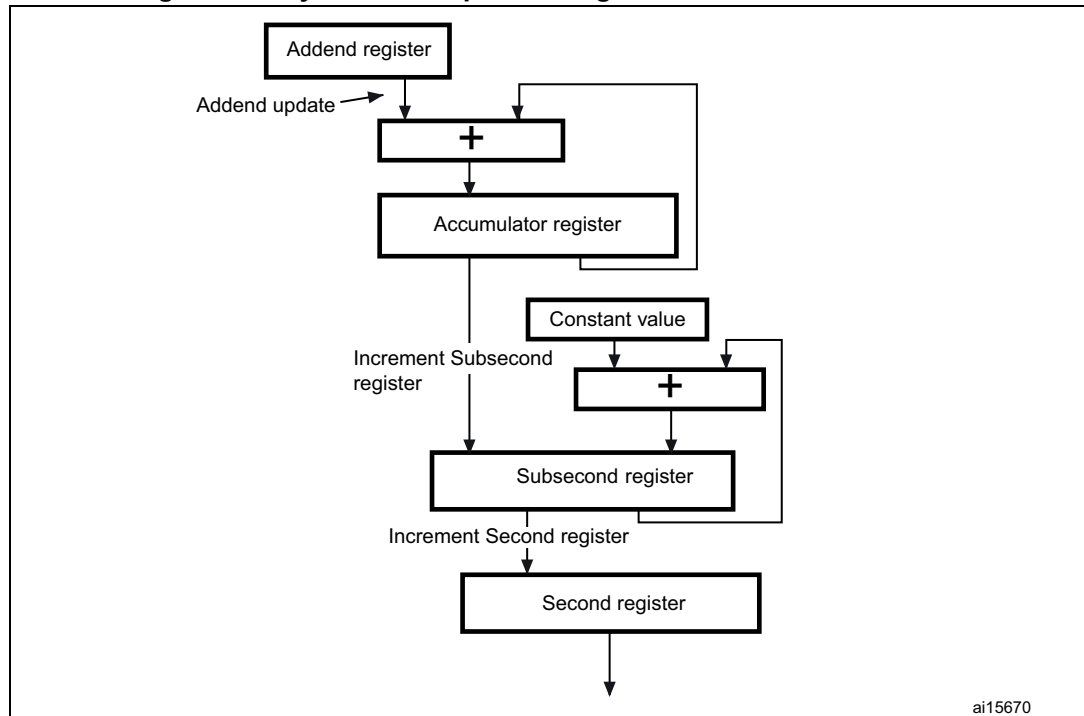 Addend register
Addend update
+
Accumulator register
Constant value
Increment Subsecond
register
+
Subsecond register
Increment Second register
Second register
ai15670